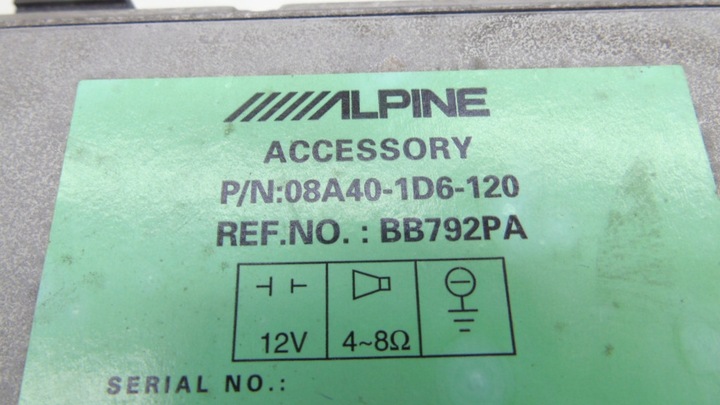 ALPINE
ACCESSORY
P/N:08A40-1D6-120
REF.NO. : BB792PA
12V 4~8Ω
SERIAL NO.: